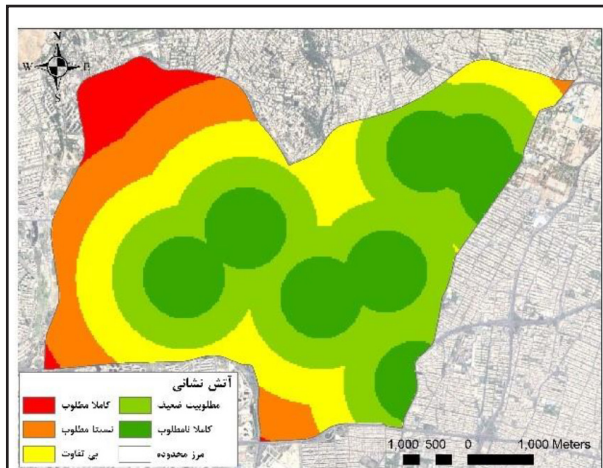 N
W E
S
آتش نشانی
کاملا مطلوب
مطلوبیت ضعیف
نسبتا مطلوب
کاملا نامطلوب
بی تفاوت
مرز محدوده
1,000 500 0 1,000 Meters